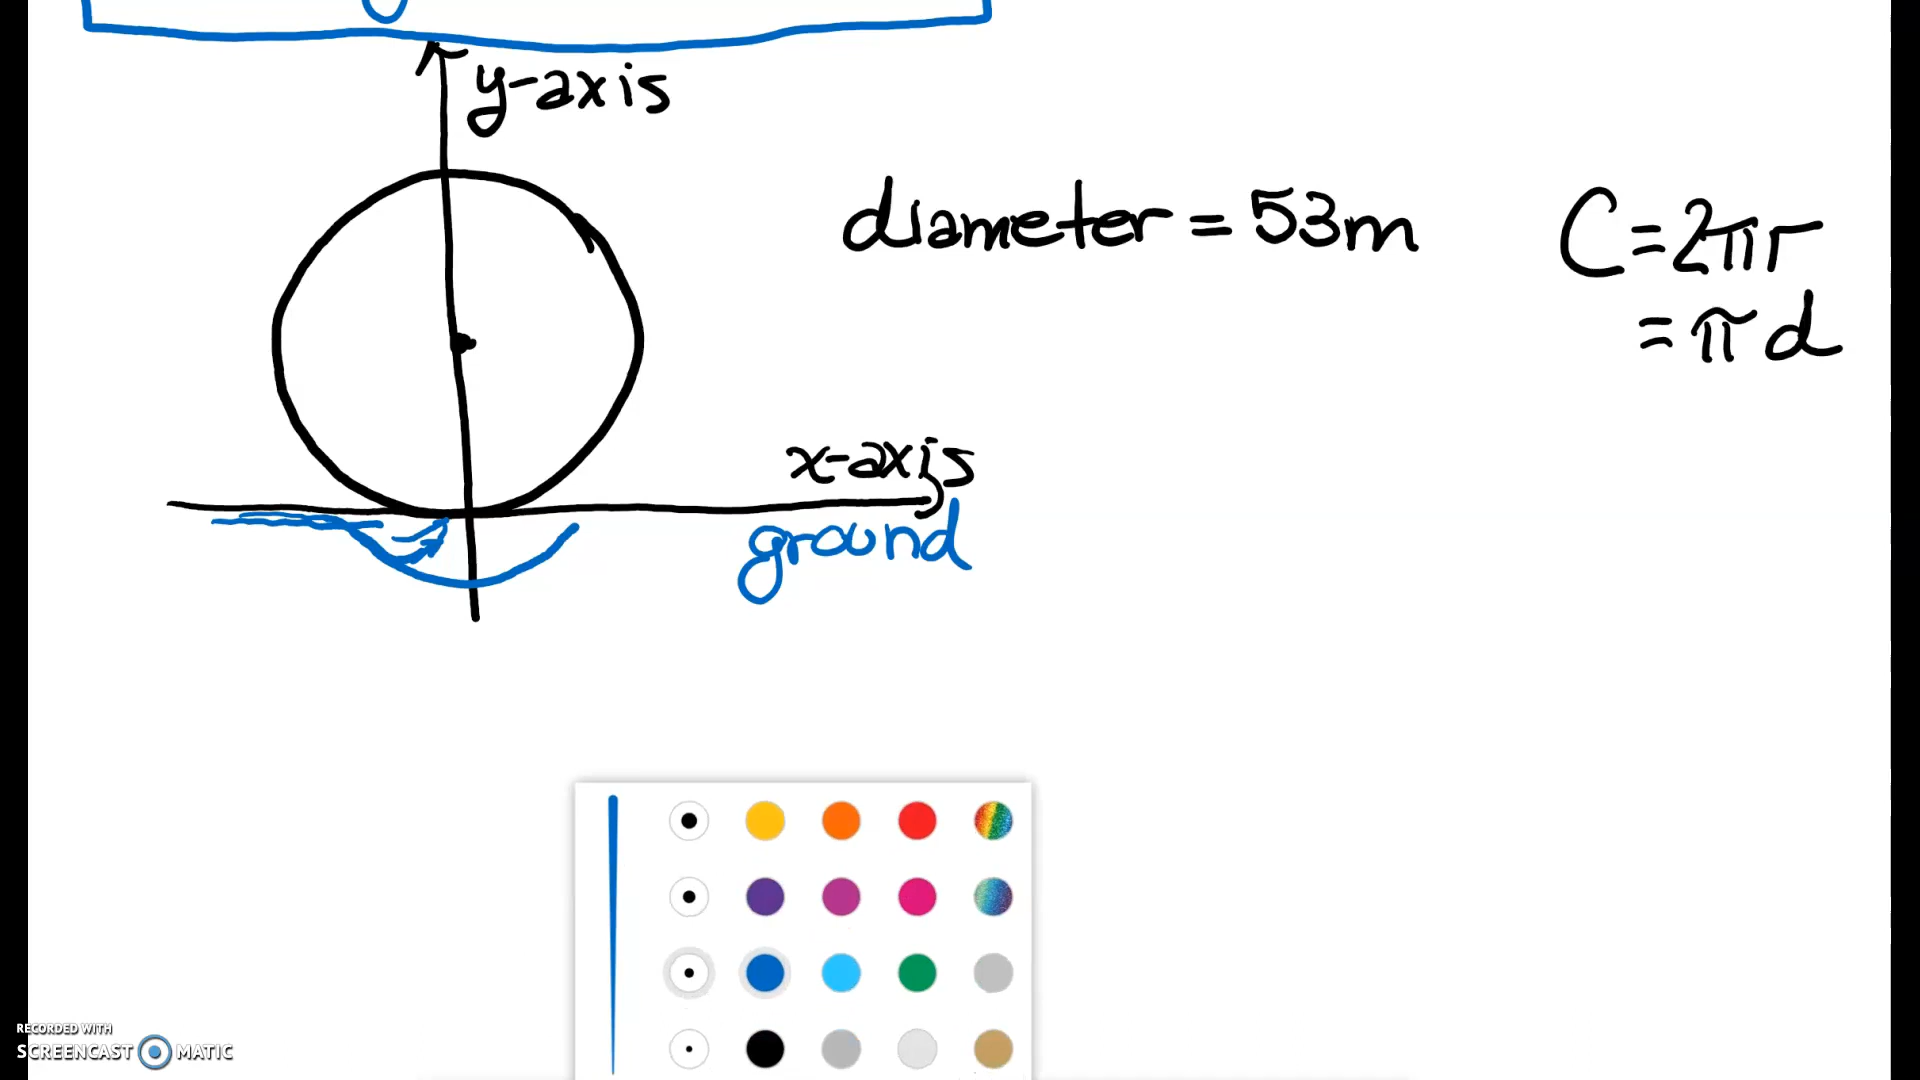 y-axis
diameter = 53m
C = 2πr
= πd
x-axis
ground
RECORDED WITH
SCREENCAST MATIC